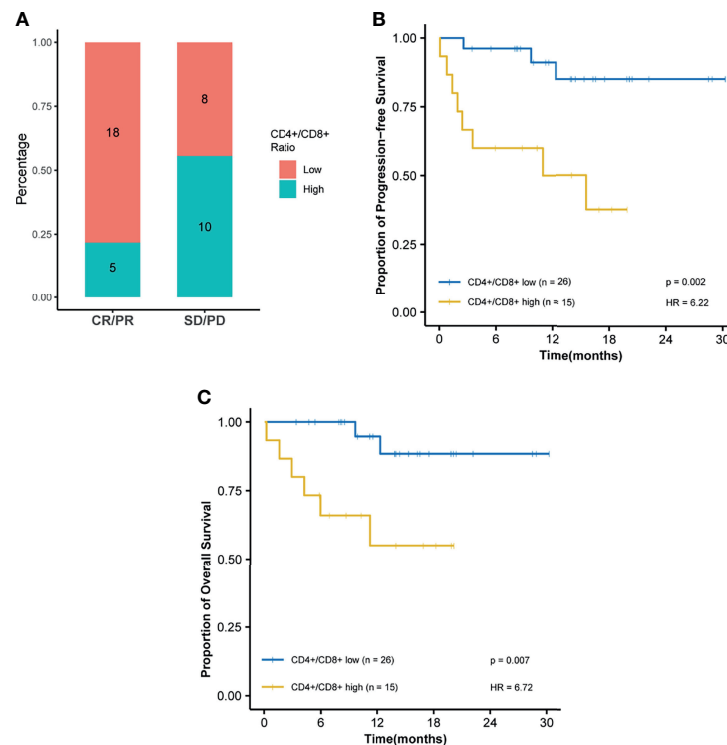 A
Percentage
1.00
0.75
0.50
0.25
0.00
18
5
8
10
CR/PR
SD/PD
CD4+/CD8+
Ratio
Low
High
B
Proportion of Progression-free Survival
1.00
0.75
0.50
0.25
0.00
CD4+/CD8+ low (n = 26)
p = 0.002
CD4+/CD8+ high (n = 15)
HR = 6.22
0
6
12
18
24
30
Time(months)
C
Proportion of Overall Survival
1.00
0.75
0.50
0.25
0.00
CD4+/CD8+ low (n = 26)
p = 0.007
CD4+/CD8+ high (n = 15)
HR = 6.72
0
6
12
18
24
30
Time(months)